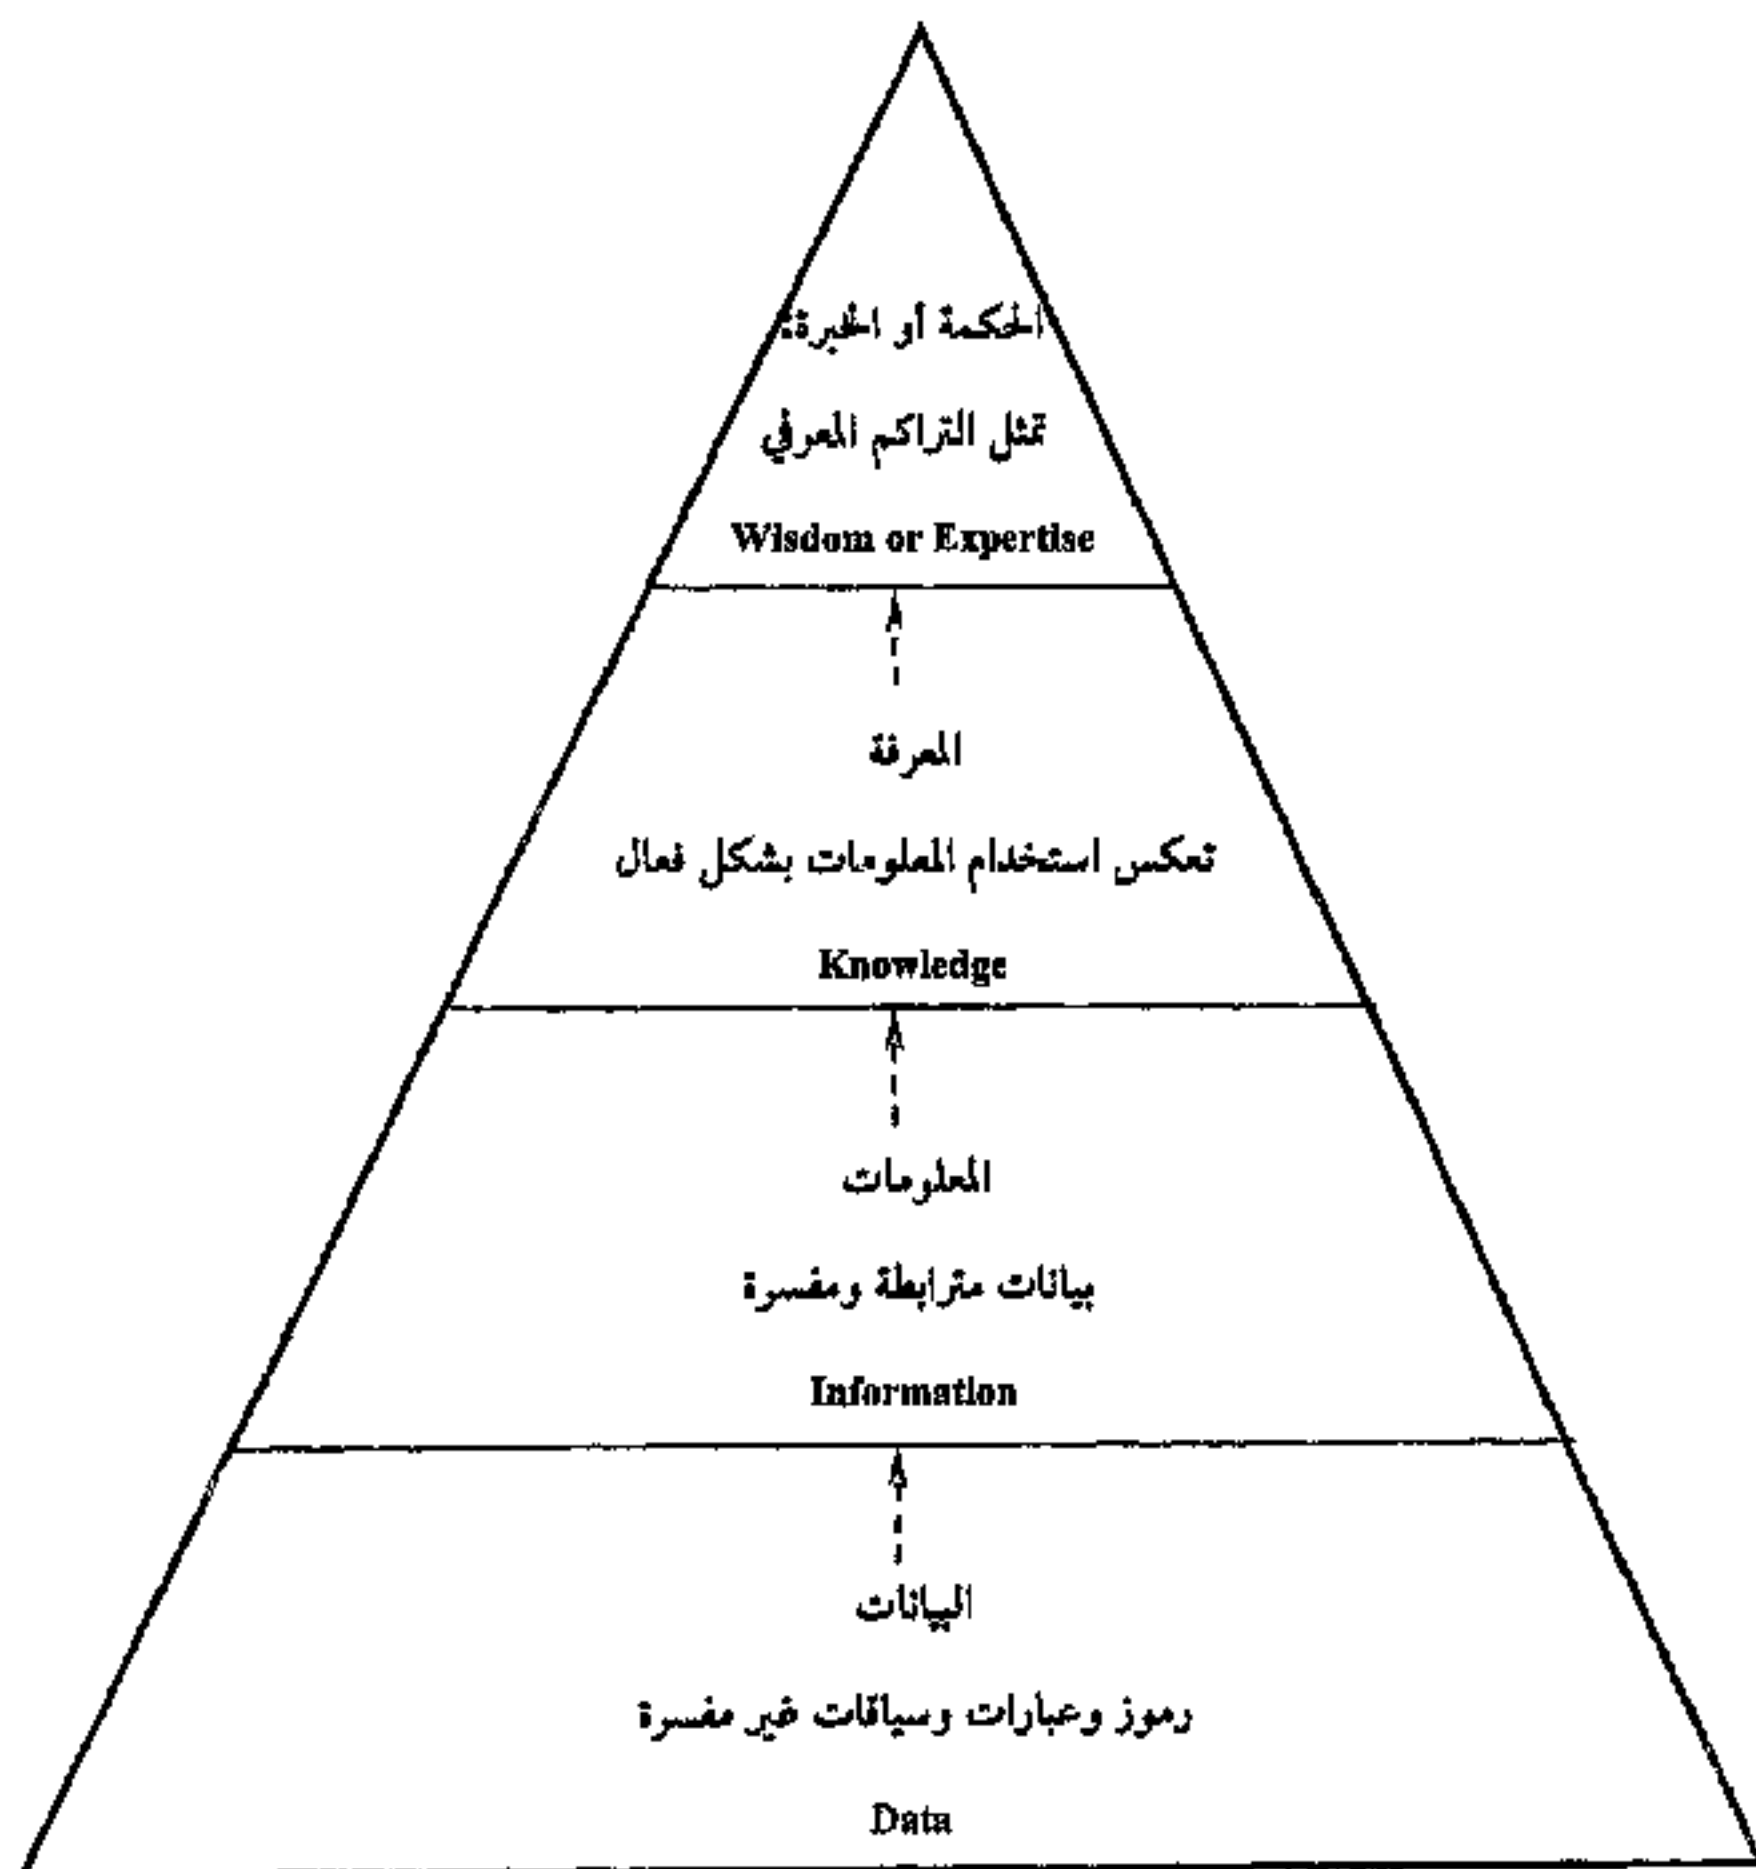 الحكمة أو الخبرة:
تمثل التراكم المعرفي
Wisdom or Expertise
المعرفة
تعكس استخدام المعلومات بشكل فعال
Knowledge
المعلومات
بيانات مترابطة ومفسرة
Information
البيانات
رموز وعبارات وسياقات غير مفسرة
Data